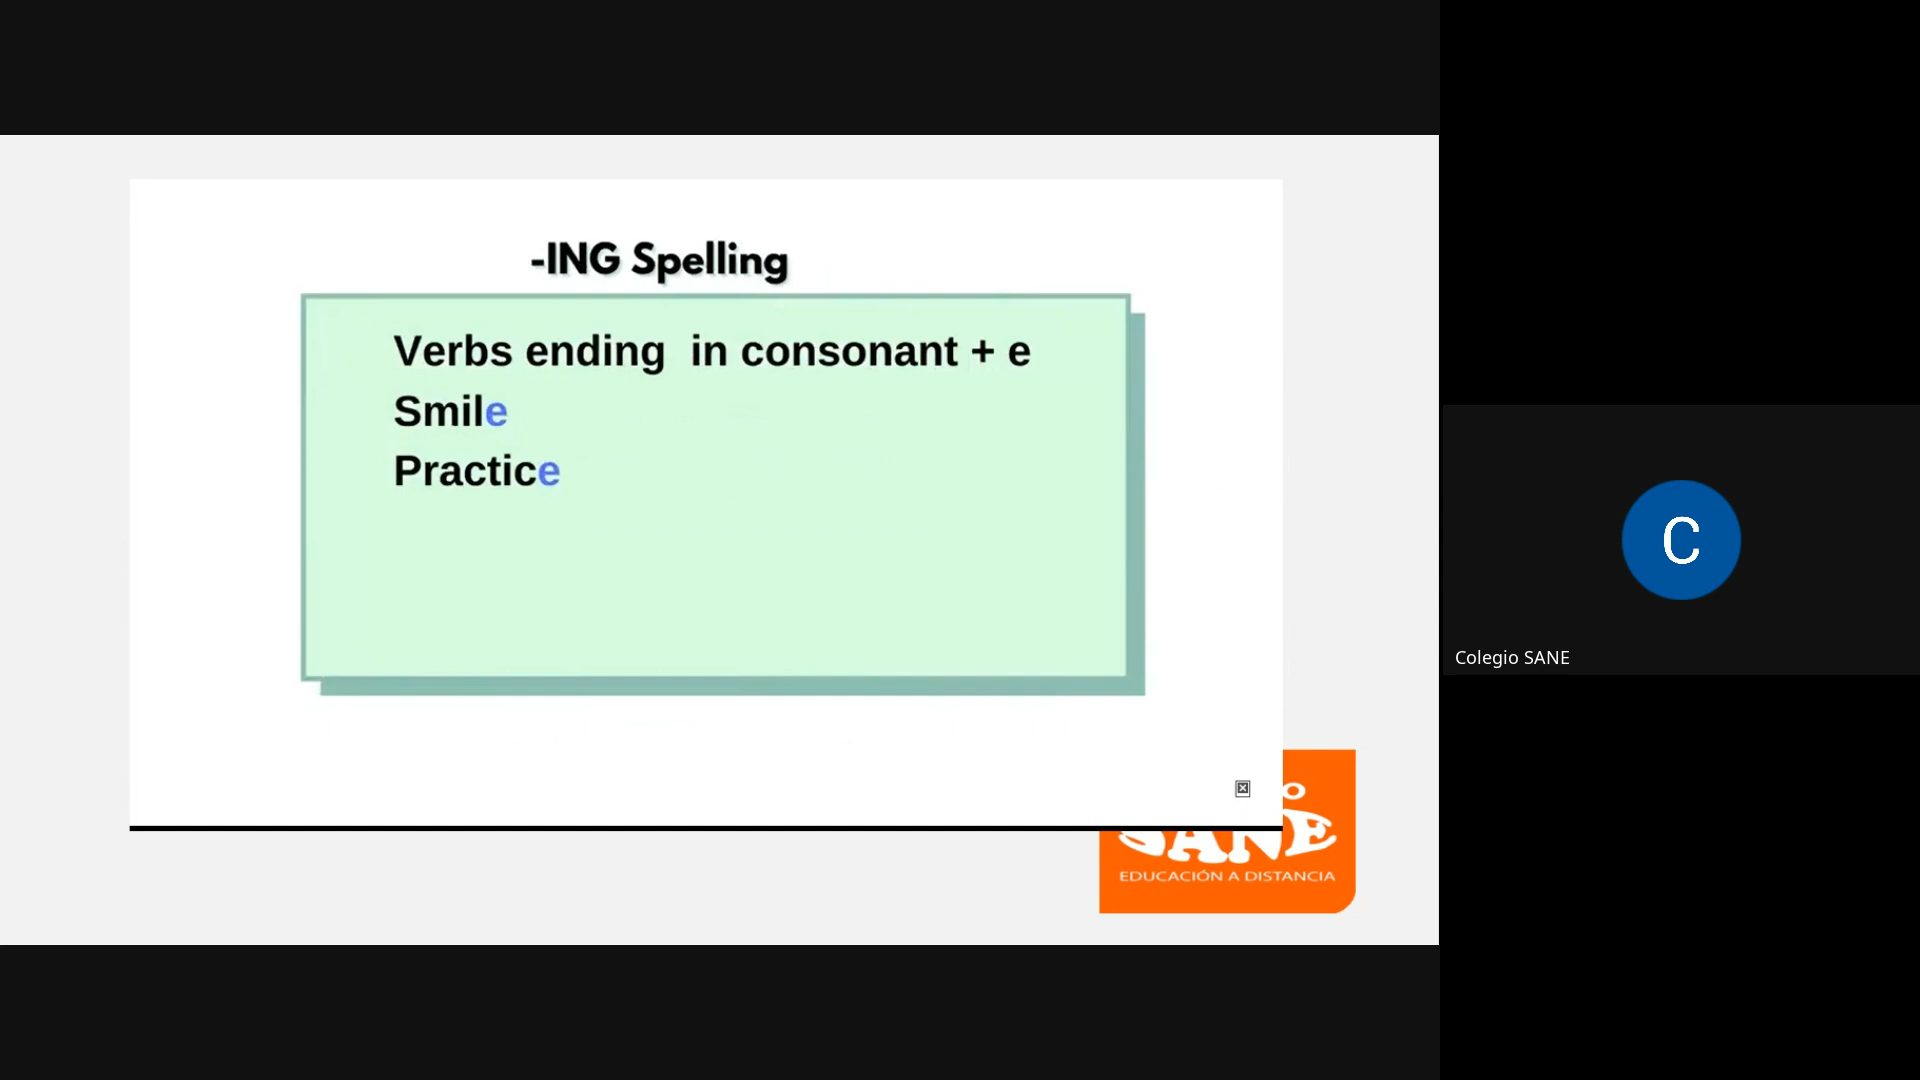 -ING Spelling
Verbs ending in consonant + e
Smile
Practice
O
SANE
EDUCACIÓN A DISTANCIA
C
Colegio SANE